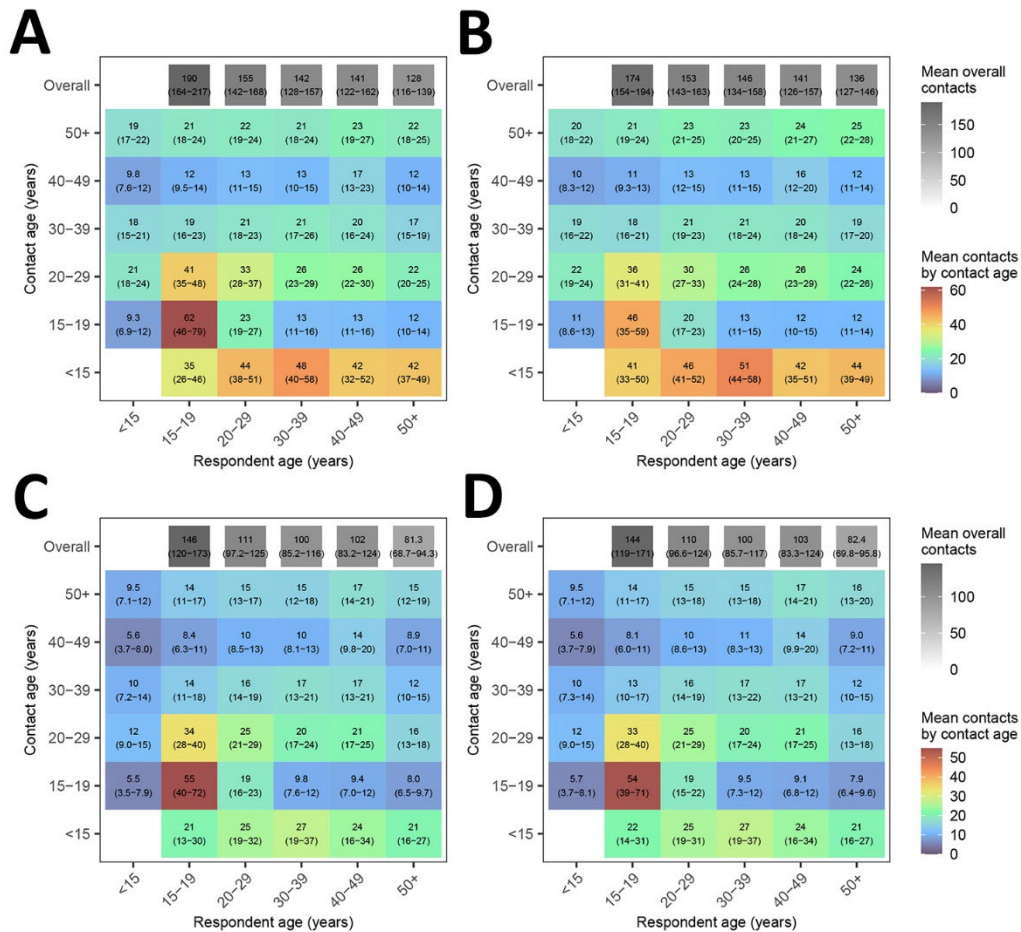 A
B
Overall
190 155 142 141 128
(164−217) (142−168) (128−157) (122−162) (116−139)
50+
19 21 22 21 23 22
(17−22) (18−24) (19−24) (18−24) (19−27) (18−25)
40−49
9.8 12 13 13 17 12
(7.6−12) (9.5−14) (11−15) (10−15) (13−23) (10−14)
30−39
18 19 21 21 20 17
(15−21) (16−23) (18−23) (17−26) (16−24) (15−19)
20−29
21 41 33 26 26 22
(18−24) (35−48) (28−37) (23−29) (22−30) (20−25)
15−19
9.3 62 23 13 13 12
(6.9−12) (46−79) (19−27) (11−16) (11−16) (10−14)
<15
35 44 48 42 42
(26−46) (38−51) (40−58) (32−52) (37−49)
<15 15−19 20−29 30−39 40−49 50+
Respondent age (years)
Contact age (years)
Overall
174 153 146 141 136
(154−194) (143−163) (134−158) (126−157) (127−146)
50+
20 21 23 23 24 25
(18−22) (19−24) (21−25) (20−25) (21−27) (22−28)
40−49
10 11 13 13 16 12
(8.3−12) (9.3−13) (12−15) (11−15) (12−20) (11−14)
30−39
19 18 21 21 20 19
(16−22) (16−21) (19−23) (18−24) (18−24) (17−20)
20−29
22 36 30 26 26 24
(19−24) (31−41) (27−33) (24−28) (23−29) (22−26)
15−19
11 46 20 13 12 12
(8.6−13) (35−59) (17−23) (11−15) (10−15) (11−14)
<15
41 46 51 42 44
(33−50) (41−52) (44−58) (35−51) (39−49)
<15 15−19 20−29 30−39 40−49 50+
Respondent age (years)
Contact age (years)
Mean overall
contacts
150
100
50
0
Mean contacts
by contact age
60
40
20
0
C
D
Overall
146 111 100 102 81.3
(120−173) (97.2−125) (85.2−116) (83.2−124) (68.7−94.3)
50+
9.5 14 15 15 17 15
(7.1−12) (11−17) (13−17) (12−18) (14−21) (12−19)
40−49
5.6 8.4 10 10 14 8.9
(3.7−8.0) (6.3−11) (8.5−13) (8.1−13) (9.8−20) (7.0−11)
30−39
10 14 16 17 17 12
(7.2−14) (11−18) (14−19) (13−21) (13−21) (10−15)
20−29
12 34 25 20 21 16
(9.0−15) (28−40) (21−29) (17−24) (17−25) (13−18)
15−19
5.5 55 19 9.8 9.4 8.0
(3.5−7.9) (40−72) (16−23) (7.6−12) (7.0−12) (6.5−9.7)
<15
21 25 27 24 21
(13−30) (19−32) (19−37) (16−34) (16−27)
<15 15−19 20−29 30−39 40−49 50+
Respondent age (years)
Contact age (years)
Overall
144 110 100 103 82.4
(119−171) (96.6−124) (85.7−117) (83.3−124) (69.8−95.8)
50+
9.5 14 15 15 17 16
(7.1−12) (11−17) (13−18) (13−18) (14−21) (13−20)
40−49
5.6 8.1 10 11 14 9.0
(3.7−7.9) (6.0−11) (8.6−13) (8.3−13) (9.9−20) (7.2−11)
30−39
10 13 16 17 17 12
(7.3−14) (10−17) (14−19) (13−22) (13−21) (10−15)
20−29
12 33 25 20 21 16
(9.0−15) (28−40) (21−29) (17−24) (17−25) (13−18)
15−19
5.7 54 19 9.5 9.1 7.9
(3.7−8.1) (39−71) (15−22) (7.3−12) (6.8−12) (6.4−9.6)
<15
22 25 27 24 21
(14−31) (19−31) (19−37) (16−34) (16−27)
<15 15−19 20−29 30−39 40−49 50+
Respondent age (years)
Contact age (years)
Mean overall
contacts
100
50
0
Mean contacts
by contact age
50
40
30
20
10
0